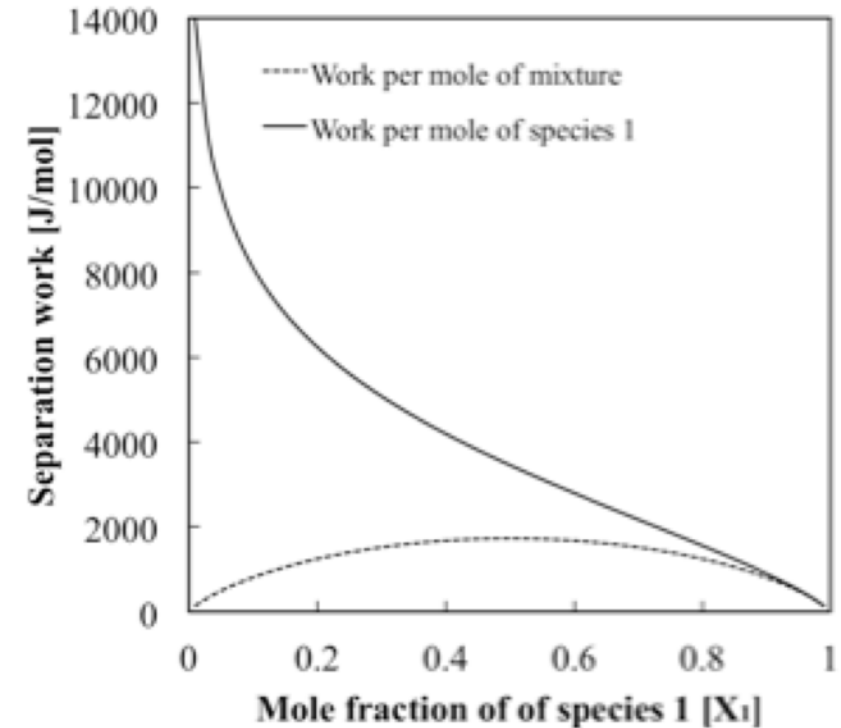 14000
12000
10000
8000
6000
4000
2000
0
Separation work [J/mol]
Work per mole of mixture
Work per mole of species 1
0 0.2 0.4 0.6 0.8 1
Mole fraction of of species 1 [X₁]